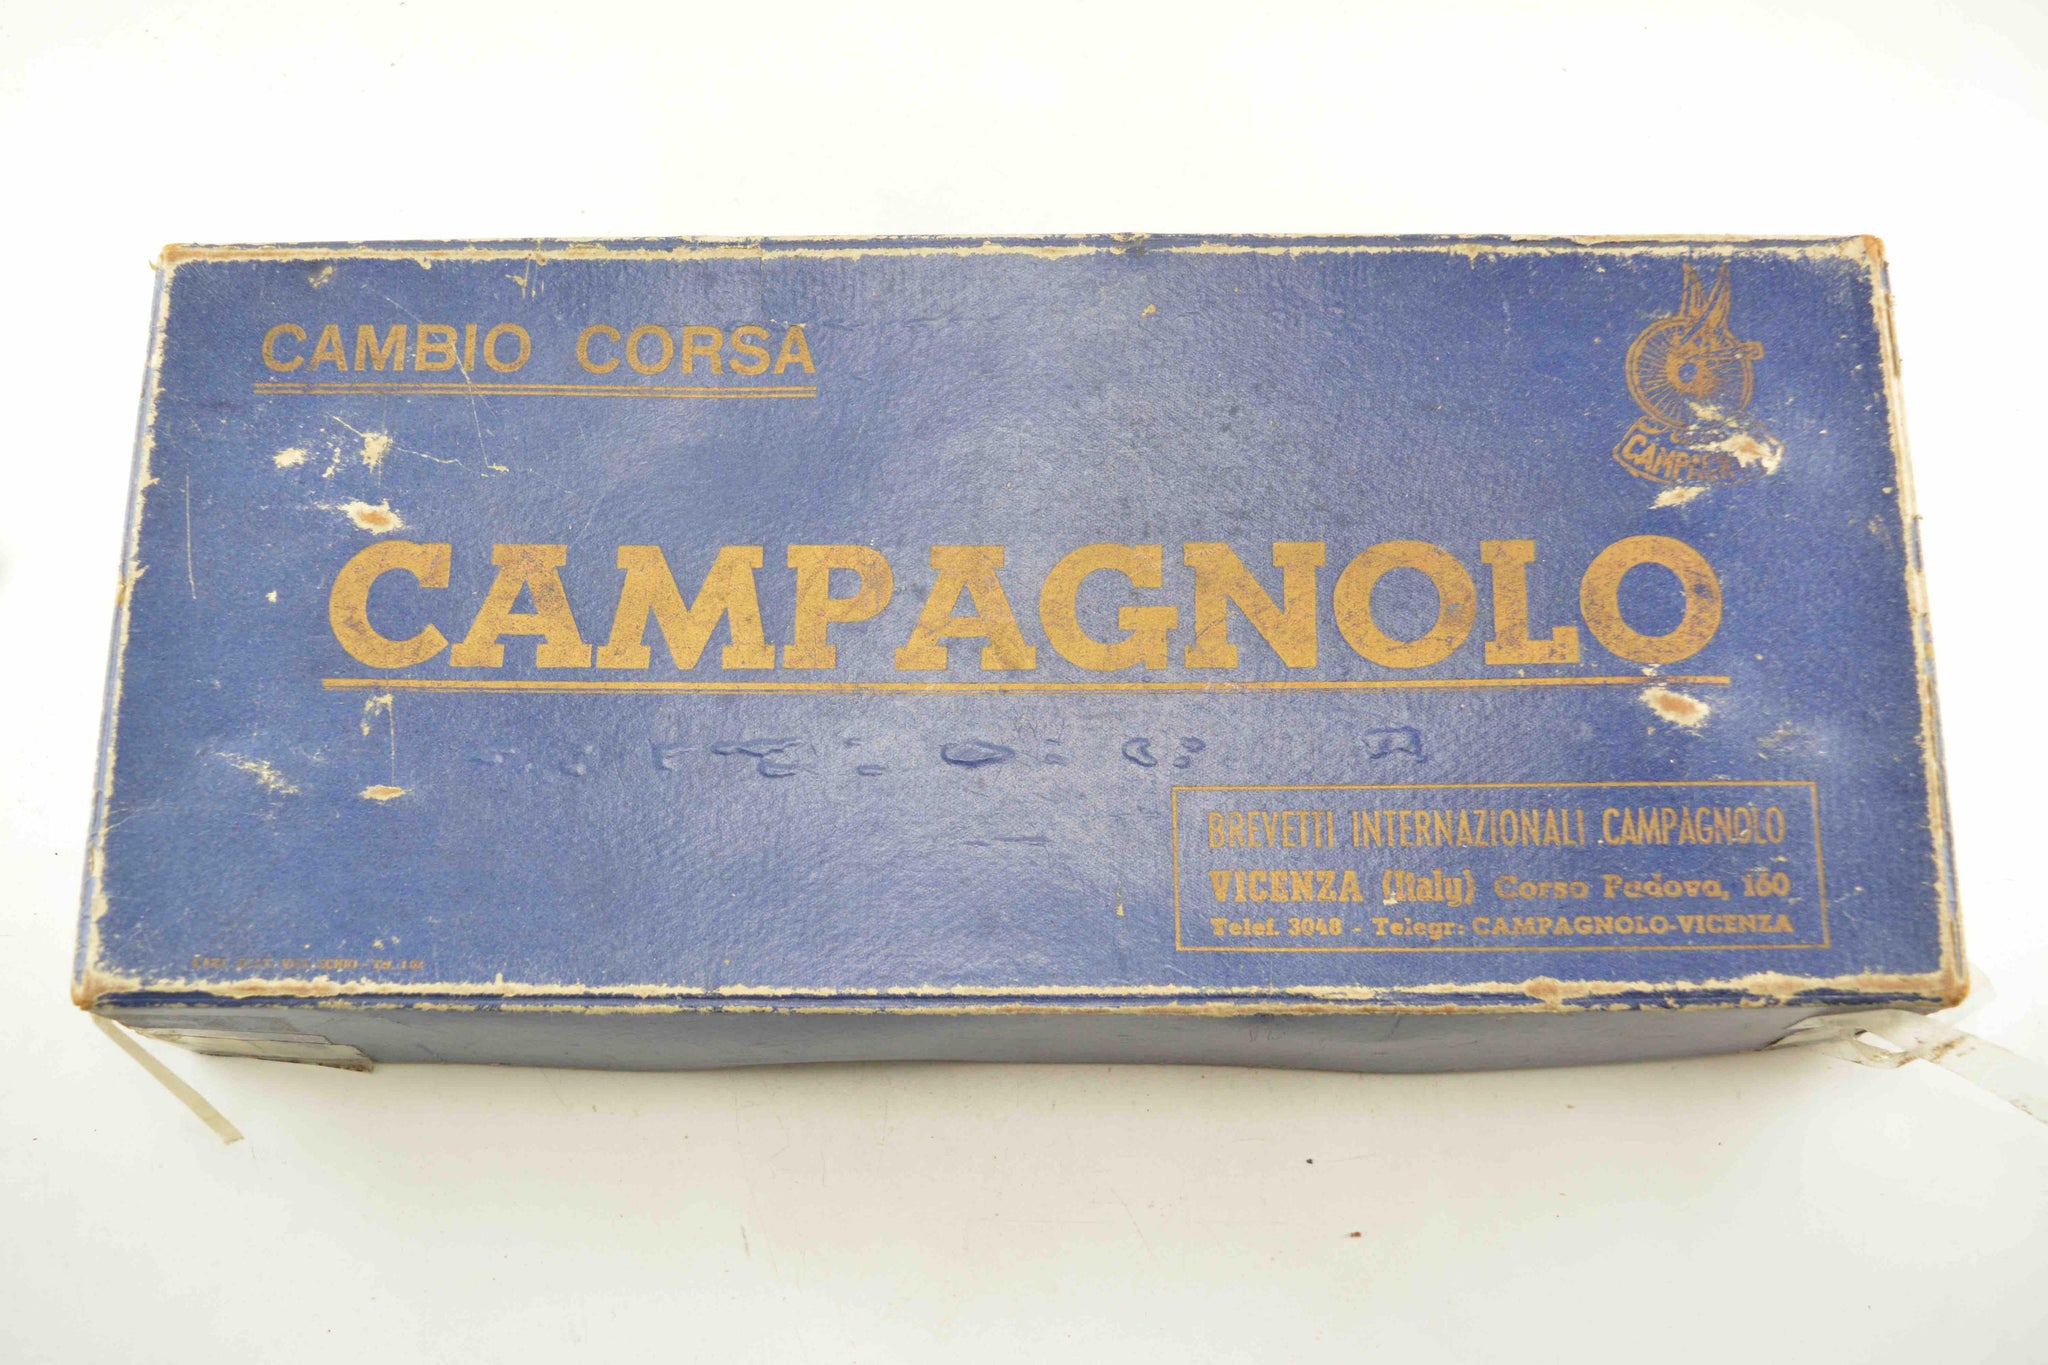 CAMBIO CORSA
CAMPAGNOLO
BREVETTI INTERNAZIONALI CAMPAGNOLO
VICENZA (Italy) Corso Padova, 160
Telef. 3048 - Telegr: CAMPAGNOLO-VICENZA